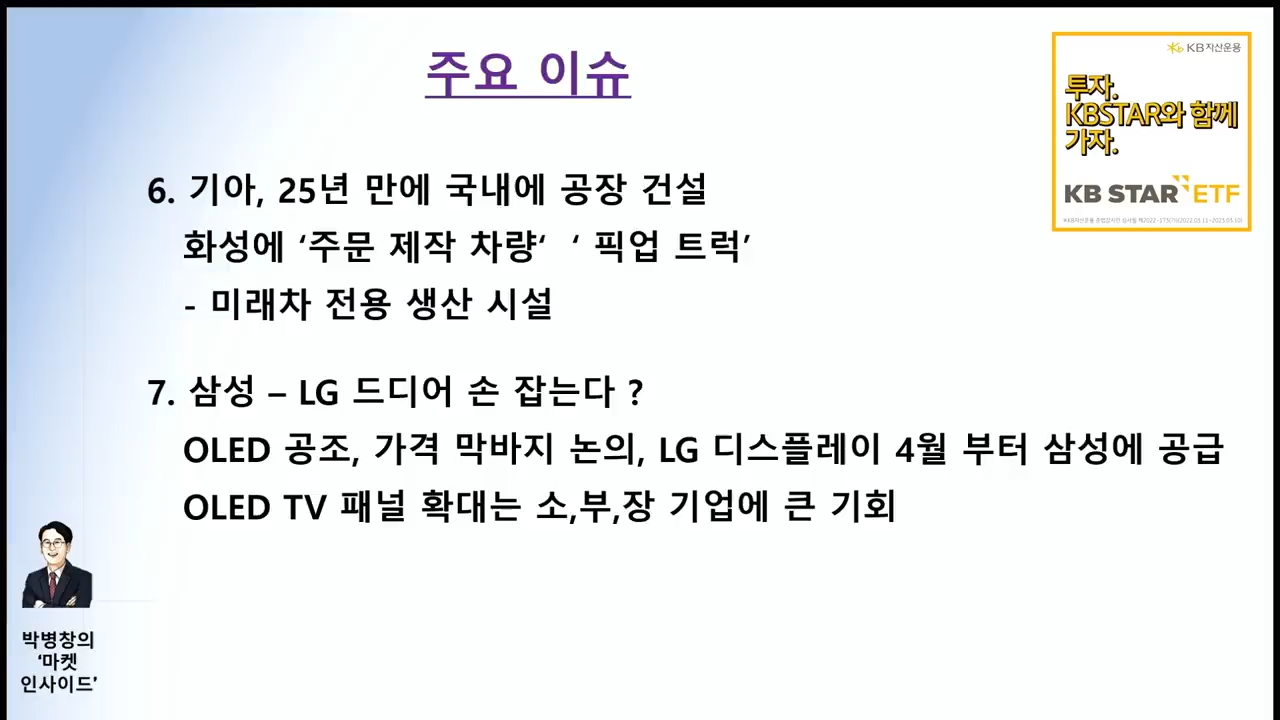 주요 이슈
KB자산운용
투자.
KBSTAR와 함께
가자.
KB STAR ETF
6. 기아, 25년 만에 국내에 공장 건설
화성에 ‘주문 제작 차량‘ ‘ 픽업 트럭’
- 미래차 전용 생산 시설
7. 삼성 – LG 드디어 손 잡는다 ?
OLED 공조, 가격 막바지 논의, LG 디스플레이 4월 부터 삼성에 공급
OLED TV 패널 확대는 소,부,장 기업에 큰 기회
박병창의
‘마켓
인사이드’